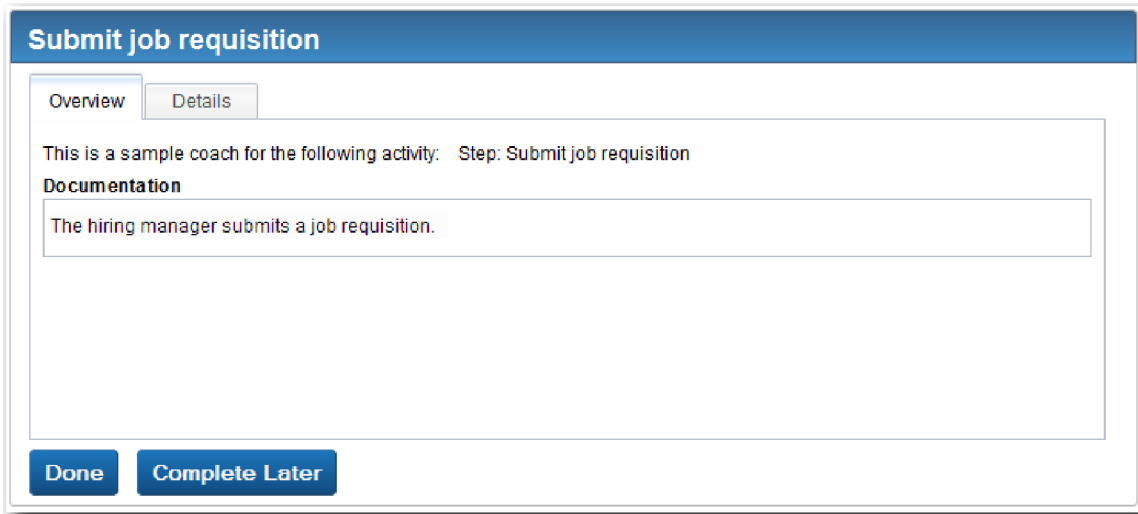 Submit job requisition
Overview Details
This is a sample coach for the following activity: Step: Submit job requisition
Documentation
The hiring manager submits a job requisition.
Done Complete Later